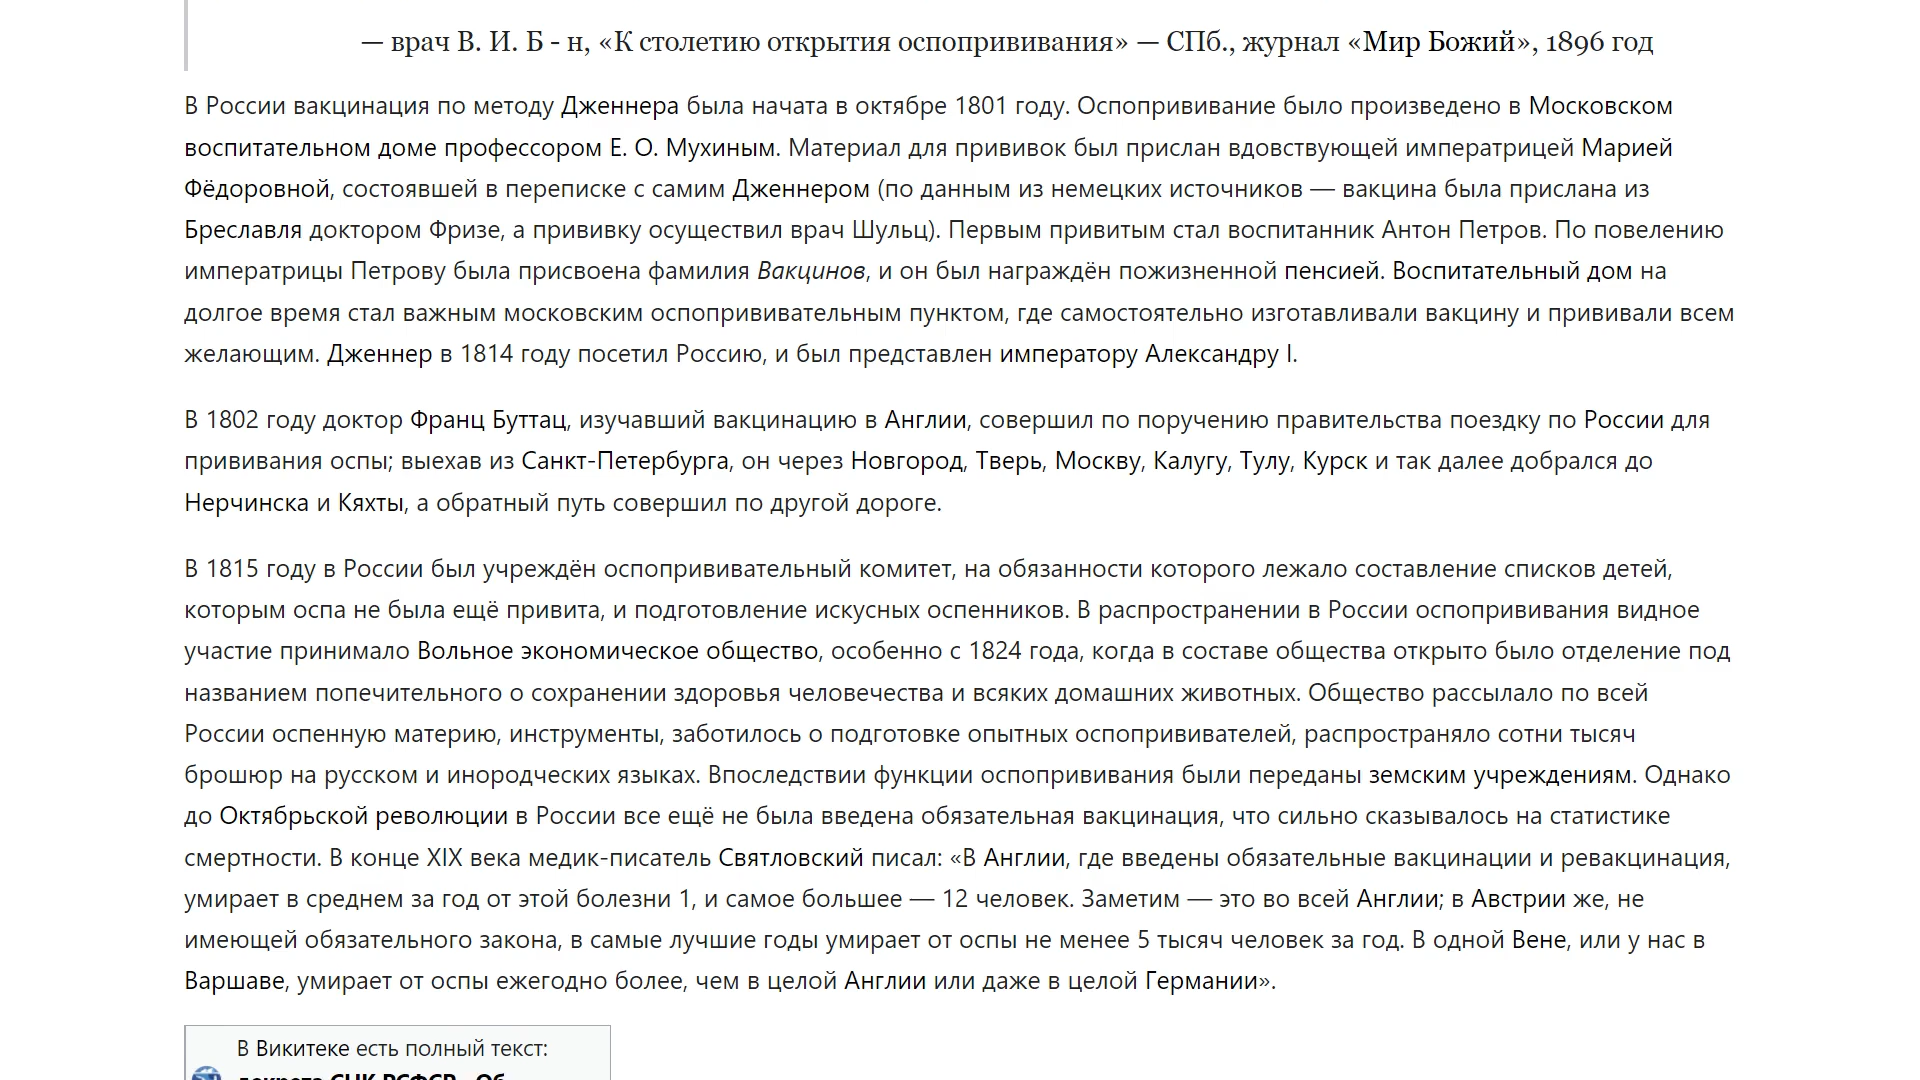 — врач В. И. Б - н, «К столетию открытия оспопрививания» — СПб., журнал «Мир Божий», 1896 год
В России вакцинация по методу Дженнера была начата в октябре 1801 году. Оспопрививание было произведено в Московском
воспитательном доме профессором Е. О. Мухиным. Материал для прививок был прислан вдовствующей императрицей Марией
Фёдоровной, состоявшей в переписке с самим Дженнером (по данным из немецких источников — вакцина была прислана из
Бреславля доктором Фризе, а прививку осуществил врач Шульц). Первым привитым стал воспитанник Антон Петров. По повелению
императрицы Петрову была присвоена фамилия Вакцинов, и он был награждён пожизненной пенсией. Воспитательный дом на
долгое время стал важным московским оспопрививательным пунктом, где самостоятельно изготавливали вакцину и прививали всем
желающим. Дженнер в 1814 году посетил Россию, и был представлен императору Александру I.
В 1802 году доктор Франц Буттац, изучавший вакцинацию в Англии, совершил по поручению правительства поездку по России для
прививания оспы; выехав из Санкт-Петербурга, он через Новгород, Тверь, Москву, Калугу, Тулу, Курск и так далее добрался до
Нерчинска и Кяхты, а обратный путь совершил по другой дороге.
В 1815 году в России был учреждён оспопрививательный комитет, на обязанности которого лежало составление списков детей,
которым оспа не была ещё привита, и подготовление искусных оспенников. В распространении в России оспопрививания видное
участие принимало Вольное экономическое общество, особенно с 1824 года, когда в составе общества открыто было отделение под
названием попечительного о сохранении здоровья человечества и всяких домашних животных. Общество рассылало по всей
России оспенную материю, инструменты, заботилось о подготовке опытных оспопрививателей, распространяло сотни тысяч
брошюр на русском и инородческих языках. Впоследствии функции оспопрививания были переданы земским учреждениям. Однако
до Октябрьской революции в России все ещё не была введена обязательная вакцинация, что сильно сказывалось на статистике
смертности. В конце XIX века медик-писатель Святловский писал: «В Англии, где введены обязательные вакцинации и ревакцинация,
умирает в среднем за год от этой болезни 1, и самое большее — 12 человек. Заметим — это во всей Англии; в Австрии же, не
имеющей обязательного закона, в самые лучшие годы умирает от оспы не менее 5 тысяч человек за год. В одной Вене, или у нас в
Варшаве, умирает от оспы ежегодно более, чем в целой Англии или даже в целой Германии».
В Викитеке есть полный текст:
декрета СНК РСФСР «Об